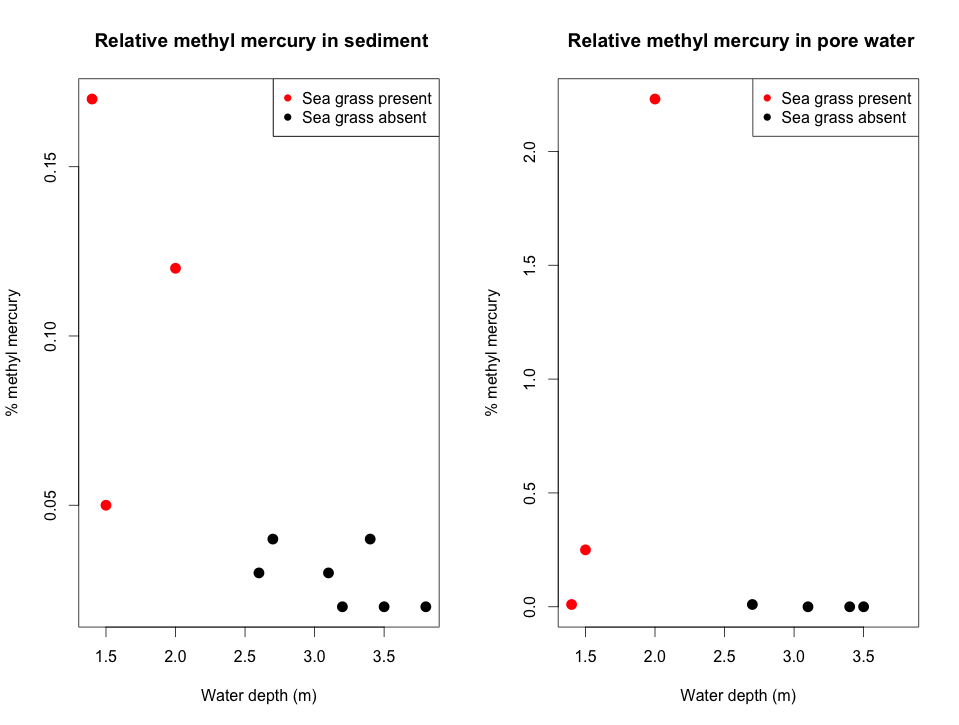 Relative methyl mercury in sediment
Sea grass present
Sea grass absent
% methyl mercury
0.15
0.10
0.05
1.5 2.0 2.5 3.0 3.5
Water depth (m)
Relative methyl mercury in pore water
Sea grass present
Sea grass absent
% methyl mercury
2.0
1.5
1.0
0.5
0.0
1.5 2.0 2.5 3.0 3.5
Water depth (m)